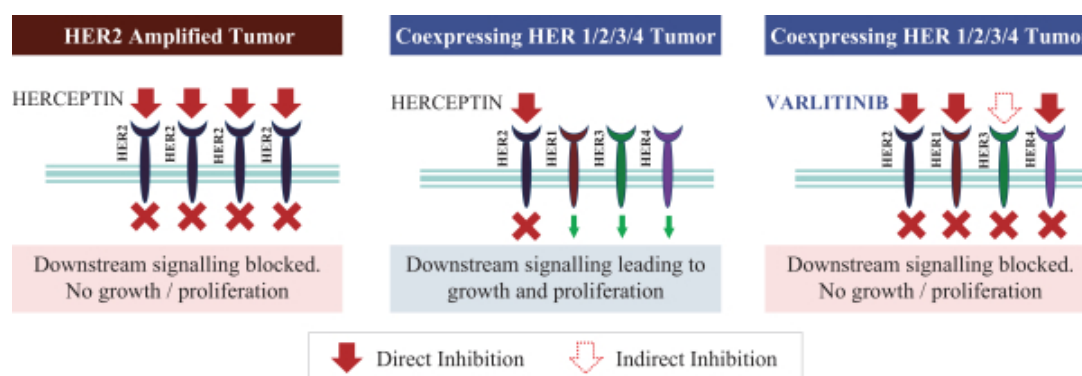 HER2 Amplified Tumor
HERCEPTIN
HER2
HER2
HER2
HER2
Downstream signalling blocked.
No growth / proliferation
Coexpressing HER 1/2/3/4 Tumor
HERCEPTIN
HER2
HER1
HER3
HER4
Downstream signalling leading to
growth and proliferation
Coexpressing HER 1/2/3/4 Tumo
VARLITINIB
HER2
HER1
HER3
HER4
Downstream signalling blocked.
No growth / proliferation
Direct Inhibition
Indirect Inhibition